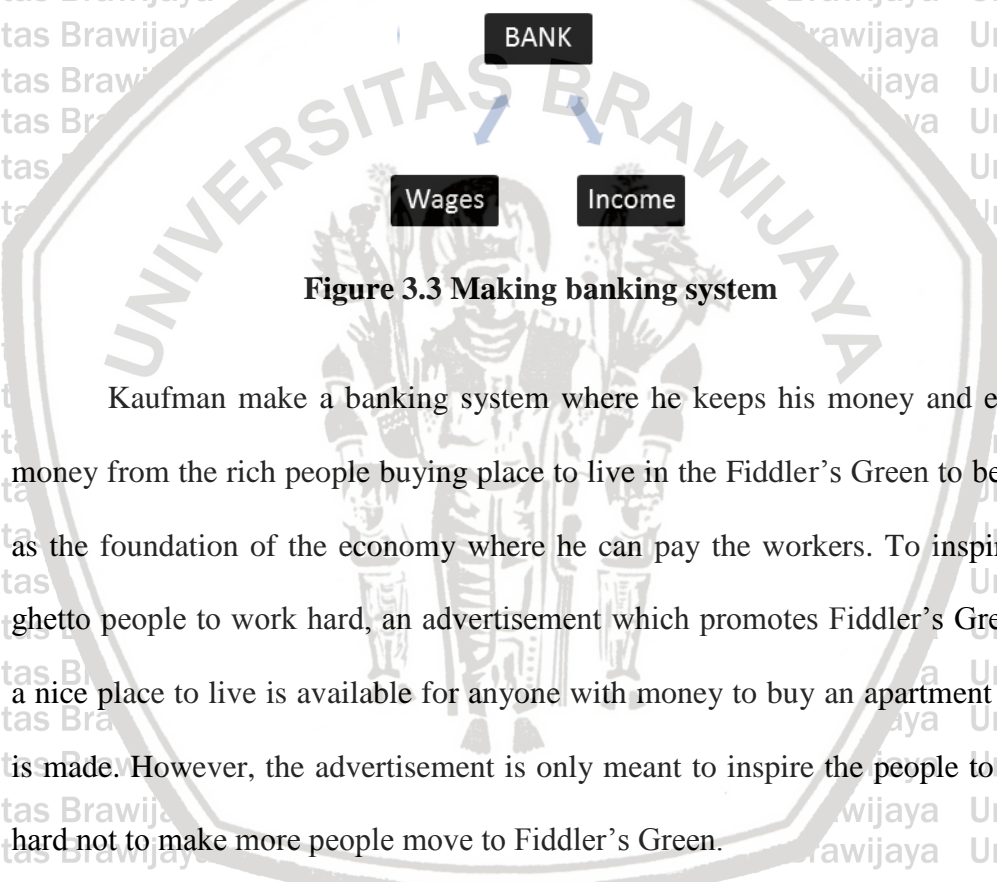 BANK
Wages Income
Figure 3.3 Making banking system
Kaufman make a banking system where he keeps his money and
money from the rich people buying place to live in the Fiddler’s Green to
as the foundation of the economy where he can pay the workers. To
ghetto people to work hard, an advertisement which promotes Fiddler’s
a nice place to live is available for anyone with money to buy an apartment
is made. However, the advertisement is only meant to inspire the people to
hard not to make more people move to Fiddler’s Green.
UNIVERSITAS BRAWIJAYA